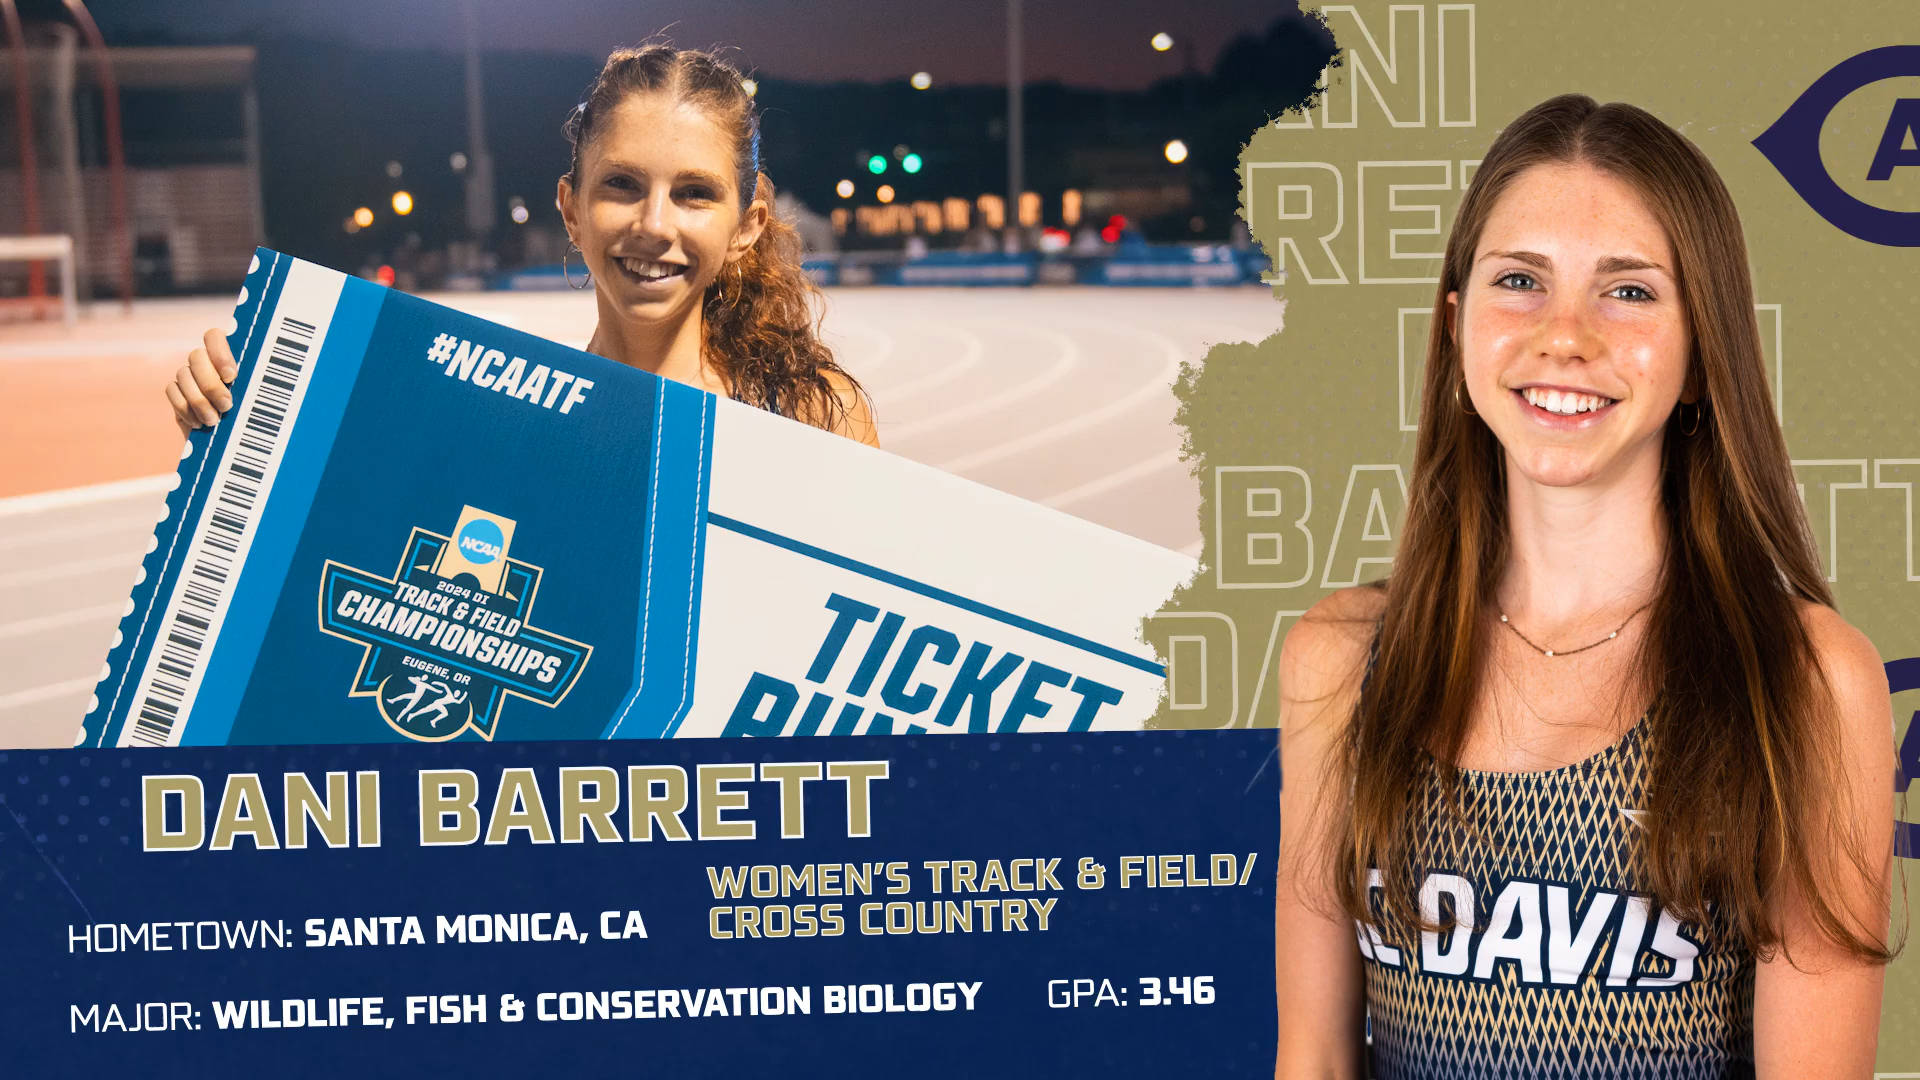 #NCAATF
NCAA
2024 DI
TRACK & FIELD
CHAMPIONSHIPS
EUGENE, OR
TICKET
DANI BARRETT
WOMEN'S TRACK & FIELD/
CROSS COUNTRY
HOMETOWN: SANTA MONICA, CA
MAJOR: WILDLIFE, FISH & CONSERVATION BIOLOGY
GPA: 3.46
UC DAVIS